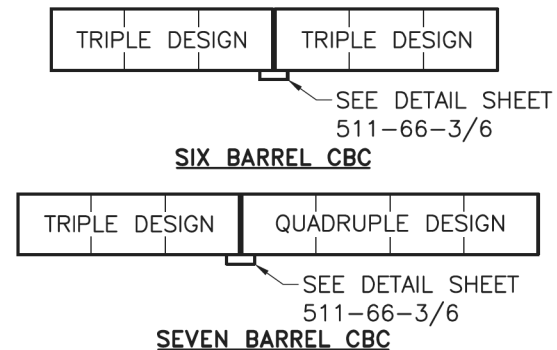 TRIPLE DESIGN TRIPLE DESIGN
SEE DETAIL SHEET
511-66-3/6
SIX BARREL CBC
TRIPLE DESIGN QUADRUPLE DESIGN
SEE DETAIL SHEET
511-66-3/6
SEVEN BARREL CBC